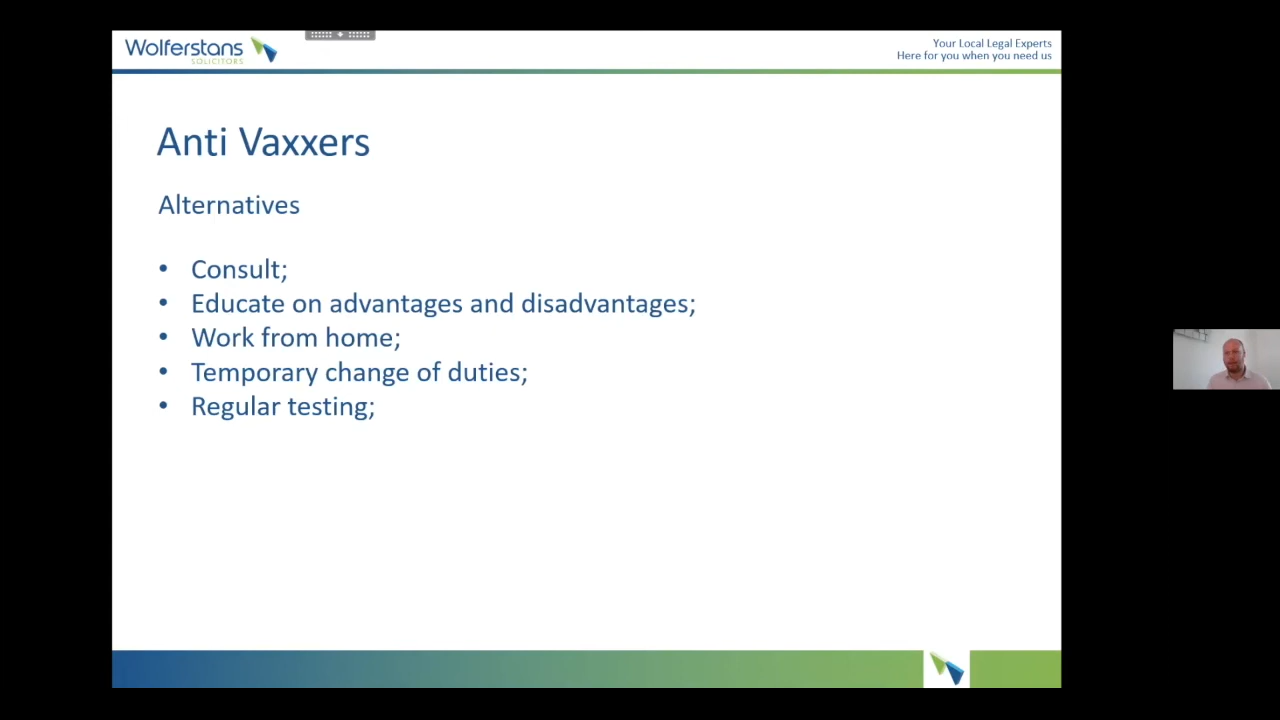 Wolferstans
SOLICITORS
Your Local Legal Experts
Here for you when you need us
Anti Vaxxers
Alternatives
• Consult;
• Educate on advantages and disadvantages;
• Work from home;
• Temporary change of duties;
• Regular testing;